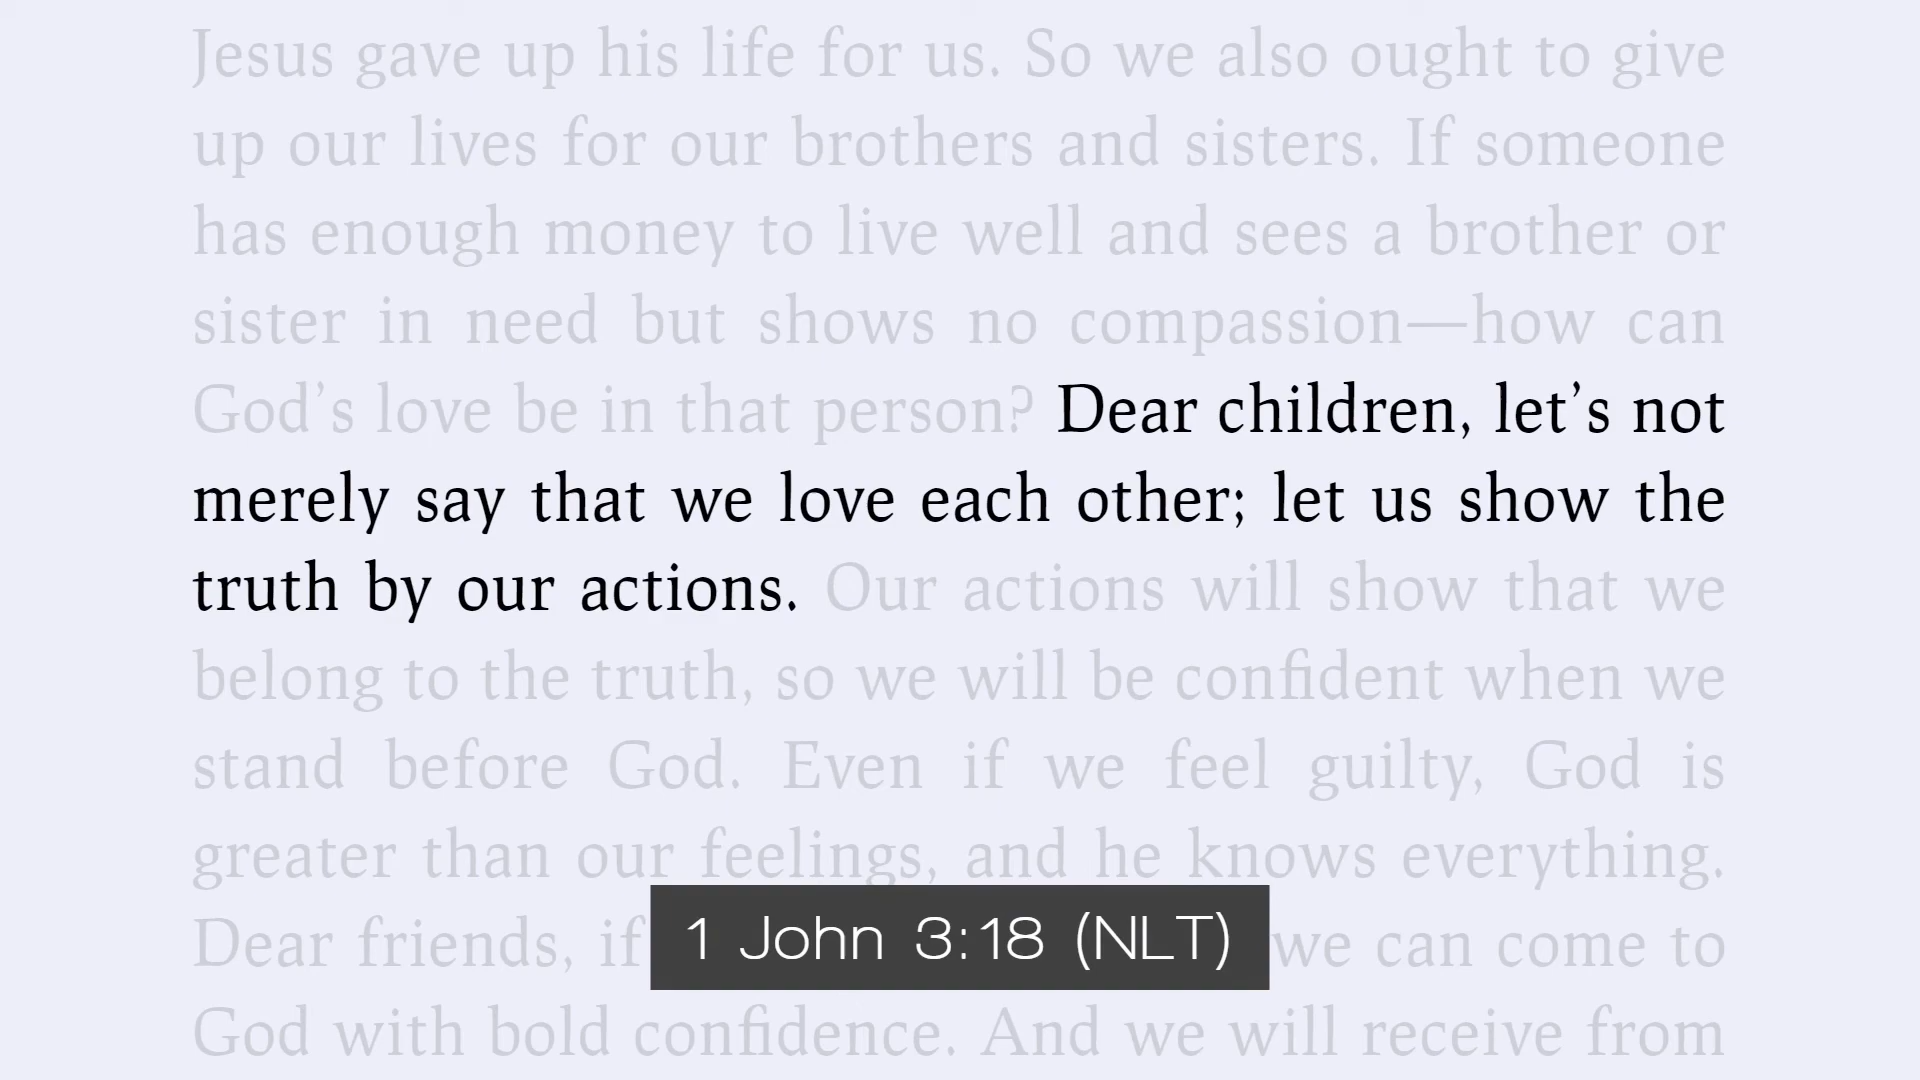 Jesus gave up his life for us. So we also ought to give
up our lives for our brothers and sisters. If someone
has enough money to live well and sees a brother or
sister in need but shows no compassion—how can
God’s love be in that person? Dear children, let’s not
merely say that we love each other; let us show the
truth by our actions. Our actions will show that we
belong to the truth, so we will be confident when we
stand before God. Even if we feel guilty, God is
greater than our feelings, and he knows everything.
Dear friends, if we can come to
1 John 3:18 (NLT)
God with bold confidence. And we will receive from